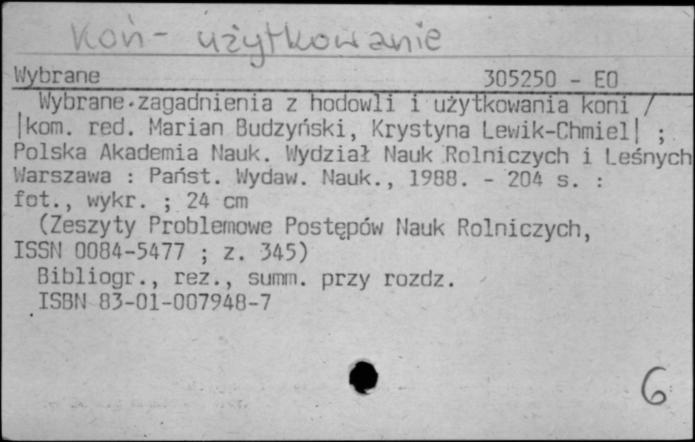 Koń - użytkowanie
Wybrane 305250 - EO
Wybrane zagadnienia z hodowli i użytkowania koni /
|kom. red. Marian Budzyński, Krystyna Lewik-Chmiel| ;
Polska Akademia Nauk. Wydział Nauk Rolniczych i Leśnych
Warszawa : Państ. Wydaw. Nauk., 1988. - 204 s. :
fot., wykr. ; 24 cm
(Zeszyty Problemowe Postępów Nauk Rolniczych,
ISSN 0084-5477 ; z. 345)
Bibliogr., rez., summ. przy rozdz.
ISBN 83-01-007948-7
6